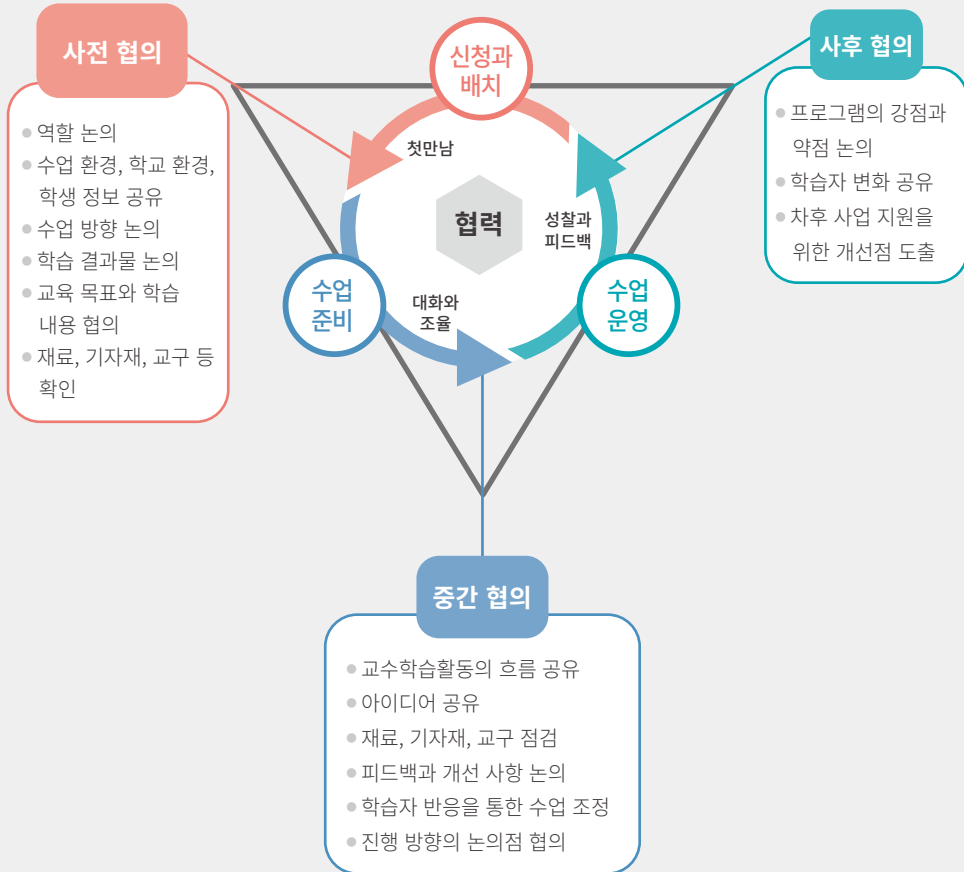 사전 협의
● 역할 논의
● 수업 환경, 학교 환경,
학생 정보 공유
● 수업 방향 논의
● 학습 결과물 논의
● 교육 목표와 학습
내용 협의
● 재료, 기자재, 교구 등
확인
신청과
배치
첫만남
협력
성찰과
피드백
수업
준비
대화와
조율
수업
운영
사후 협의
● 프로그램의 강점과
약점 논의
● 학습자 변화 공유
● 차후 사업 지원을
위한 개선점 도출
중간 협의
● 교수학습활동의 흐름 공유
● 아이디어 공유
● 재료, 기자재, 교구 점검
● 피드백과 개선 사항 논의
● 학습자 반응을 통한 수업 조정
● 진행 방향의 논의점 협의